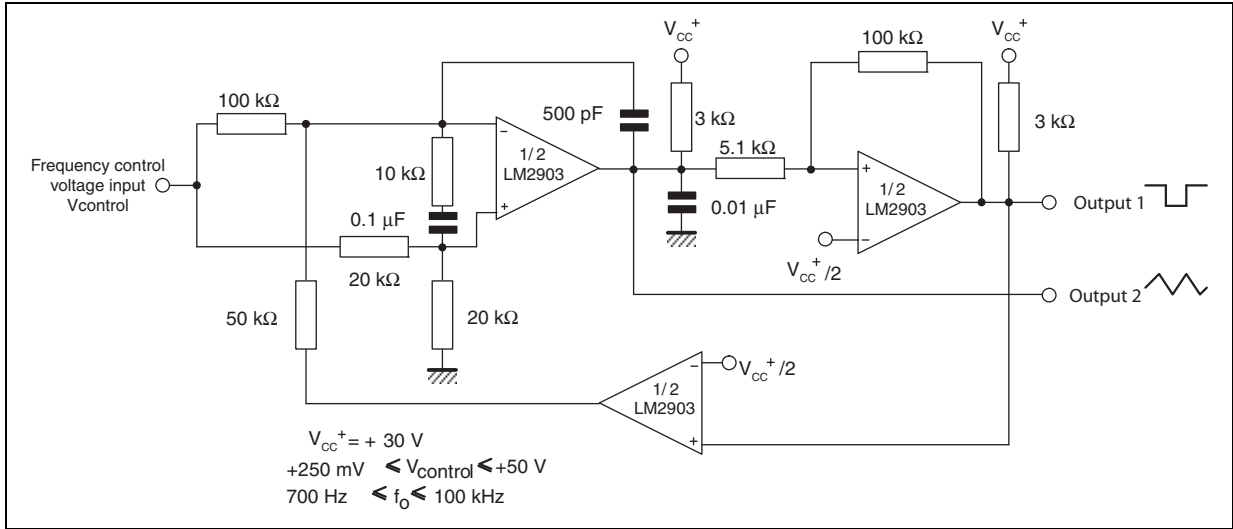 V_CC^+
V_CC^+
100 kΩ
100 kΩ
500 pF
3 kΩ
3 kΩ
5.1 kΩ
−
1/2
LM2903
+
Frequency control
voltage input
Vcontrol
10 kΩ
0.1 µF
0.01 µF
+
1/2
LM2903
−
V_CC^+/2
Output 1
20 kΩ
20 kΩ
Output 2
50 kΩ
−
V_CC^+/2
1/2
LM2903
+
V_CC^+ = + 30 V
+250 mV ⩽ V_control ⩽ +50 V
700 Hz ⩽ f_o ⩽ 100 kHz